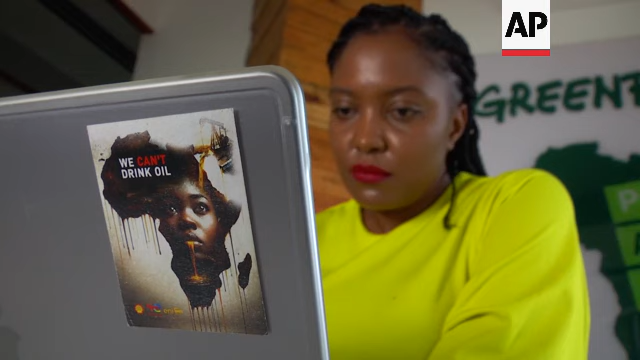 AP
GREENP
WE CAN'T
DRINK OIL
P